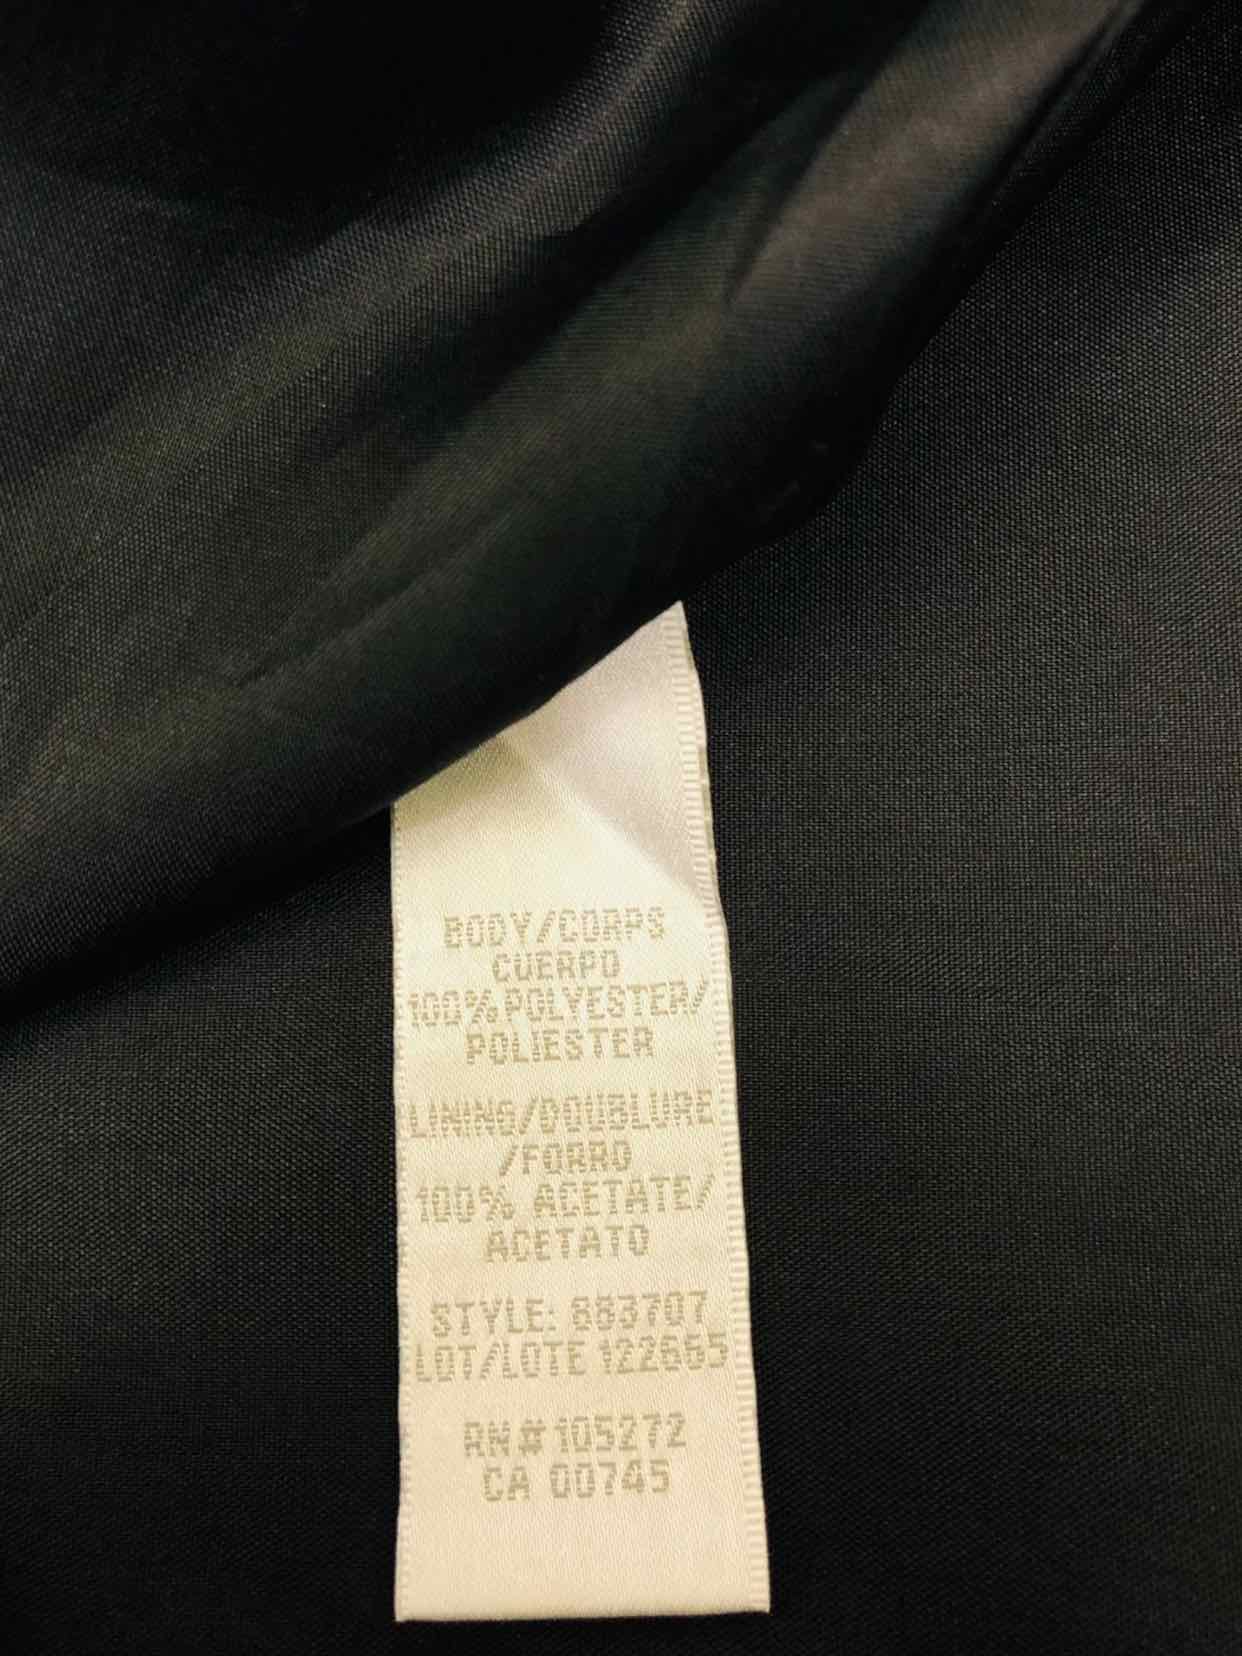 BODY/CORPS
CUERPO
100% POLYESTER/
POLIESTER
LINING/DOUBLURE
/FORRO
100% ACETATE/
ACETATO
STYLE: 883707
LOT/LOTE 122665
RN# 105272
CA 00745